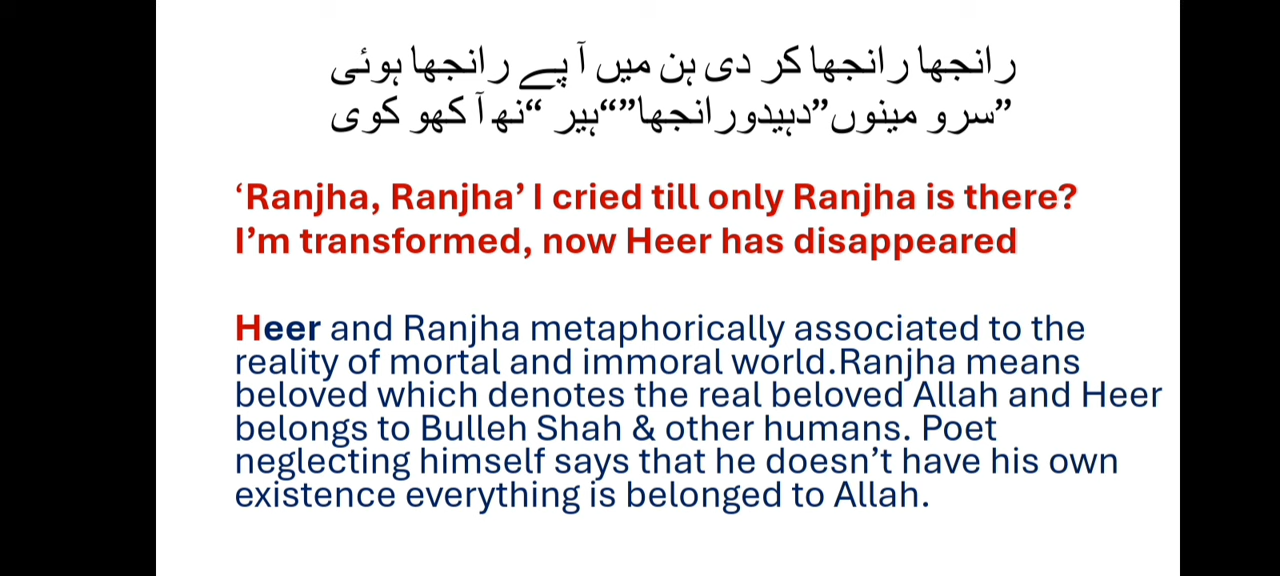 رانجھا رانجھا کر دی ہن میں آپے رانجھا ہوئی
”سرو مینوں”دہیدورانجھا”“ہیر “نھ آکھو کوی
‘Ranjha, Ranjha’ I cried till only Ranjha is there?
I’m transformed, now Heer has disappeared
Heer and Ranjha metaphorically associated to the
reality of mortal and immoral world.Ranjha means
beloved which denotes the real beloved Allah and Heer
belongs to Bulleh Shah & other humans. Poet
neglecting himself says that he doesn’t have his own
existence everything is belonged to Allah.